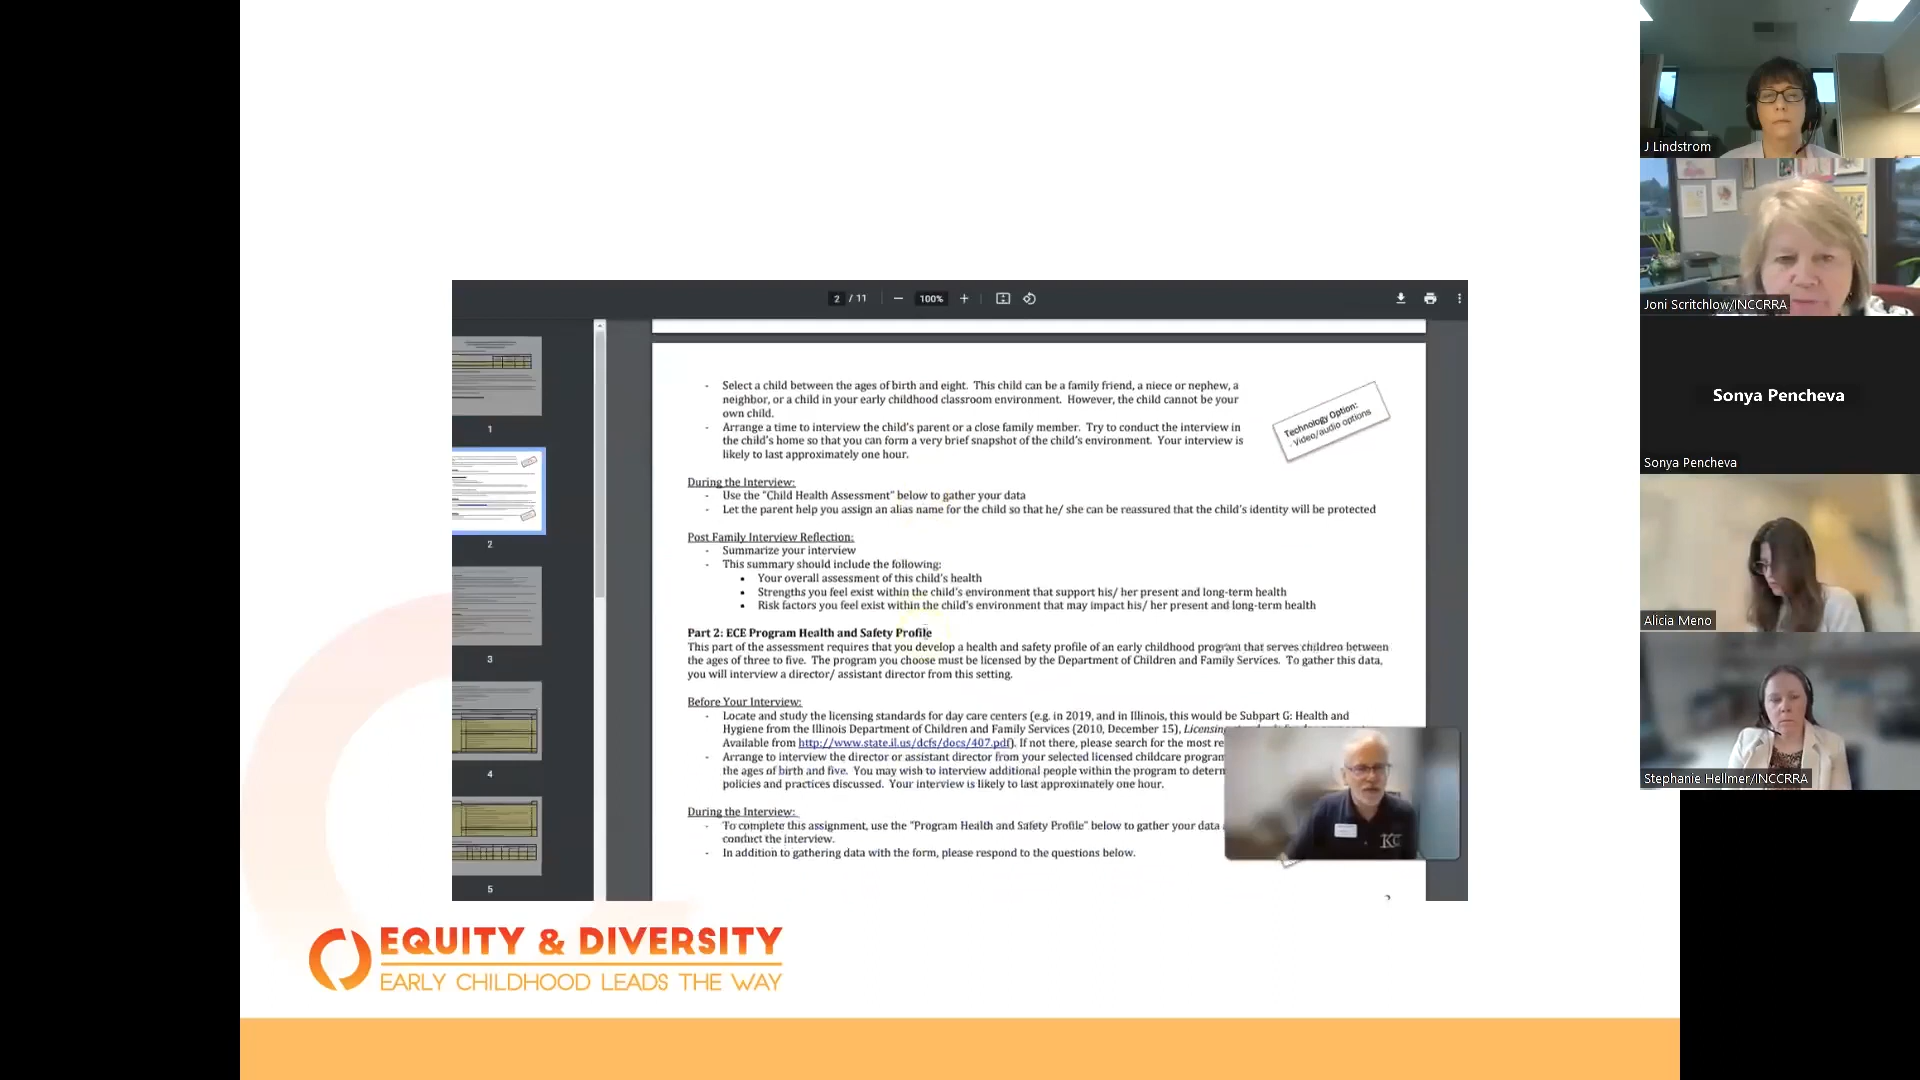 2 / 11
100%
- Select a child between the ages of birth and eight. This child can be a family friend, a niece or nephew, a
neighbor, or a child in your early childhood classroom environment. However, the child cannot be your
own child.
- Arrange a time to interview the child's parent or a close family member. Try to conduct the interview in
the child's home so that you can form a very brief snapshot of the child's environment. Your interview is
likely to last approximately one hour.
Technology Option:
- Video/audio options
During the Interview:
- Use the "Child Health Assessment" below to gather your data
- Let the parent help you assign an alias name for the child so that he/ she can be reassured that the child's identity will be protected
Post Family Interview Reflection:
- Summarize your interview
- This summary should include the following:
• Your overall assessment of this child's health
• Strengths you feel exist within the child's environment that support his/ her present and long-term health
• Risk factors you feel exist within the child's environment that may impact his/ her present and long-term health
Part 2: ECE Program Health and Safety Profile
This part of the assessment requires that you develop a health and safety profile of an early childhood program that serves children between
the ages of three to five. The program you choose must be licensed by the Department of Children and Family Services. To gather this data,
you will interview a director/ assistant director from this setting.
Before Your Interview:
- Locate and study the licensing standards for day care centers (e.g. in 2019, and in Illinois, this would be Subpart G: Health and
Hygiene from the Illinois Department of Children and Family Services (2010, December 15),
Available from http://www.state.il.us/dcfs/docs/407.pdf). If not there, please search for the most
- Arrange to interview the director or assistant director from your selected licensed childcare program
the ages of birth and five. You may wish to interview additional people within the program to
policies and practices discussed. Your interview is likely to last approximately one hour.
During the Interview:
- To complete this assignment, use the "Program Health and Safety Profile" below to gather your data
conduct the interview.
- In addition to gathering data with the form, please respond to the questions below.
1
2
3
4
5
KC
EQUITY & DIVERSITY
EARLY CHILDHOOD LEADS THE WAY
J Lindstrom
Joni Scritchlow/INCCRRA
Sonya Pencheva
Sonya Pencheva
Alicia Meno
Stephanie Hellmer/INCCRRA